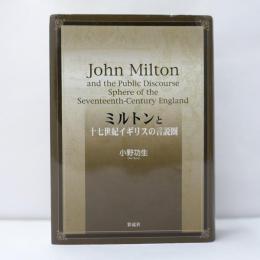 John Milton
and the Public Discourse
Sphere of the
Seventeenth-Century England
ミルトンと
十七世紀イギリスの言説圏
小野功生
彩流社